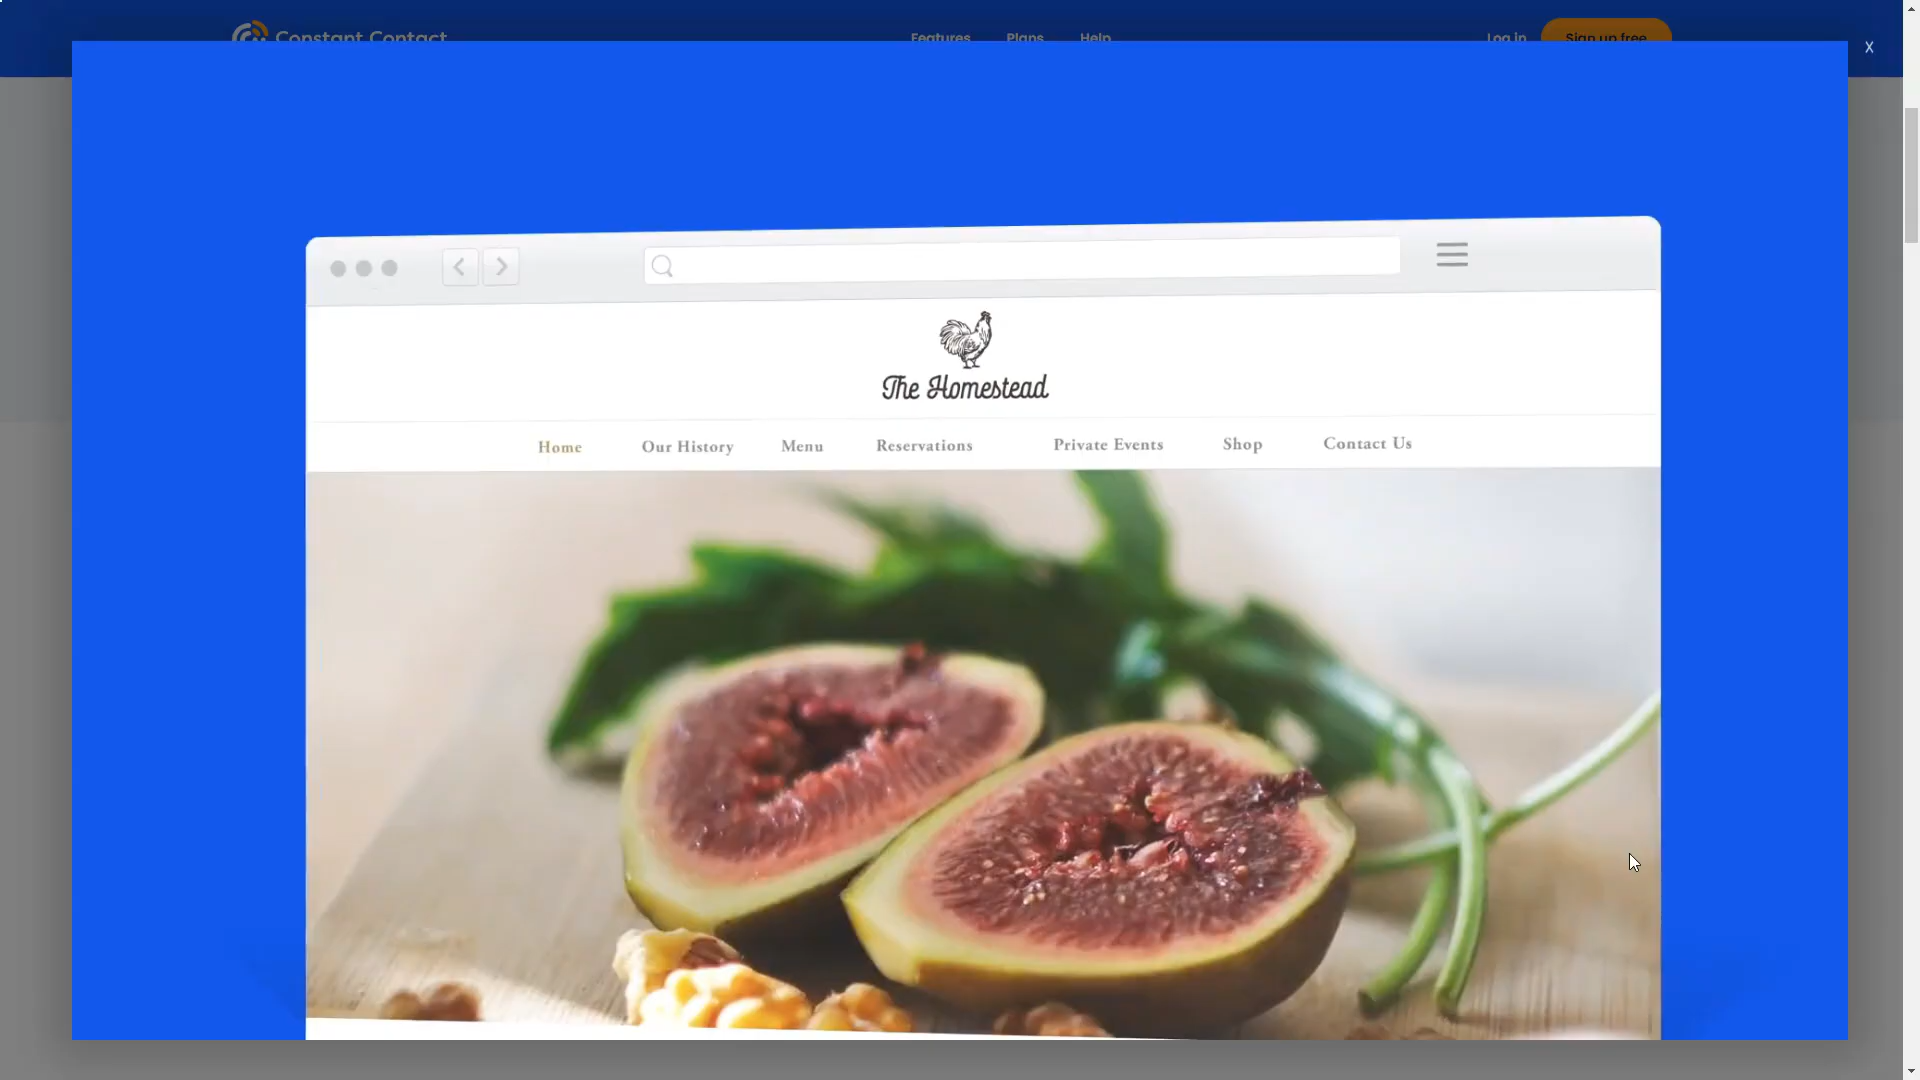 Constant Contact Features Plans Help Log in Sign up free
X
The Homestead
Home Our History Menu Reservations Private Events Shop Contact Us